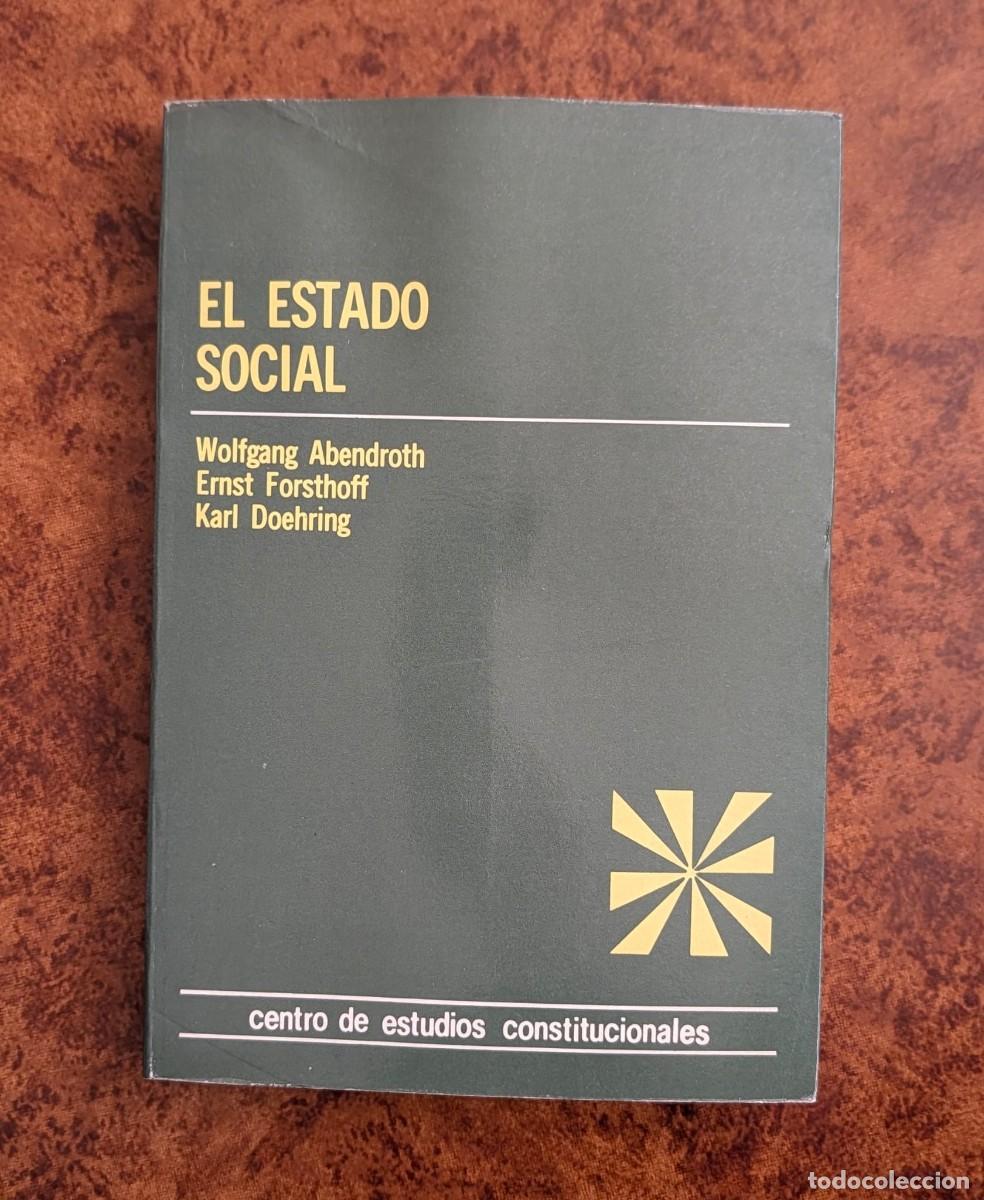 EL ESTADO
SOCIAL
Wolfgang Abendroth
Ernst Forsthoff
Karl Doehring
centro de estudios constitucionales
todocoleccion